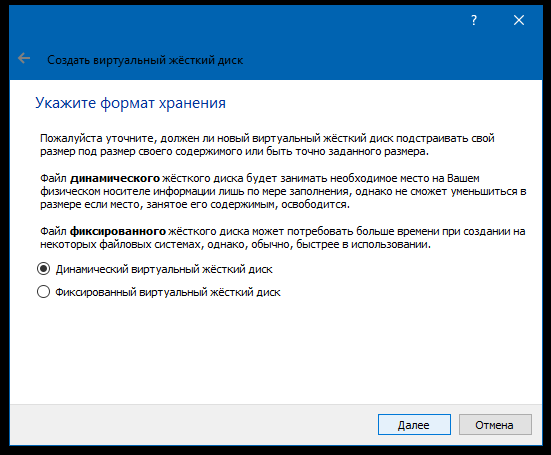 ?
Создать виртуальный жёсткий диск
Укажите формат хранения
Пожалуйста уточните, должен ли новый виртуальный жёсткий диск подстраивать свой
размер под размер своего содержимого или быть точно заданного размера.
Файл динамического жёсткого диска будет занимать необходимое место на Вашем
физическом носителе информации лишь по мере заполнения, однако не сможет уменьшиться в
размере если место, занятое его содержимым, освободится.
Файл фиксированного жёсткого диска может потребовать больше времени при создании на
некоторых файловых системах, однако, обычно, быстрее в использовании.
Динамический виртуальный жёсткий диск
Фиксированный виртуальный жёсткий диск
Далее
Отмена